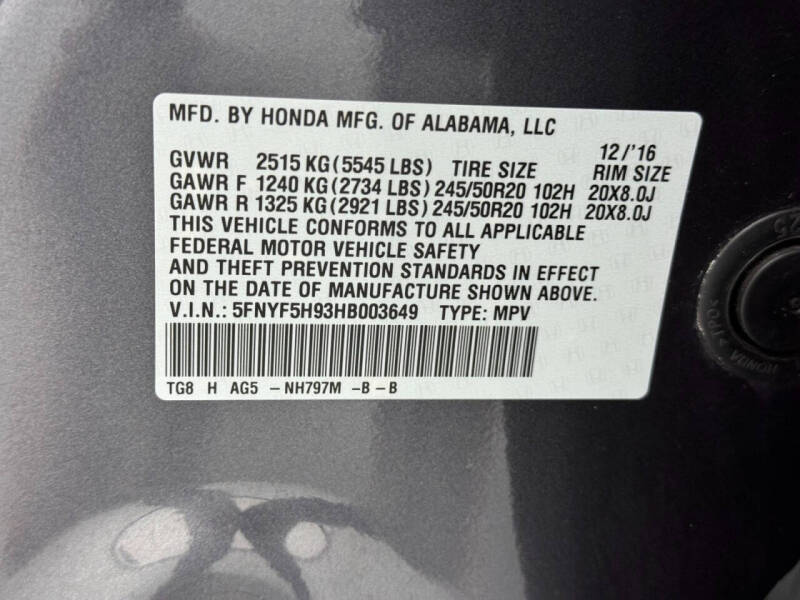 MFD. BY HONDA MFG. OF ALABAMA, LLC
12/'16
GVWR 2515 KG (5545 LBS) TIRE SIZE RIM SIZE
GAWR F 1240 KG (2734 LBS) 245/50R20 102H 20X8.0J
GAWR R 1325 KG (2921 LBS) 245/50R20 102H 20X8.0J
THIS VEHICLE CONFORMS TO ALL APPLICABLE
FEDERAL MOTOR VEHICLE SAFETY
AND THEFT PREVENTION STANDARDS IN EFFECT
ON THE DATE OF MANUFACTURE SHOWN ABOVE.
V.I.N.: 5FNYF5H93HB003649 TYPE: MPV
TG8 H AG5 -NH797M -B-B
HONDA >PP<
25